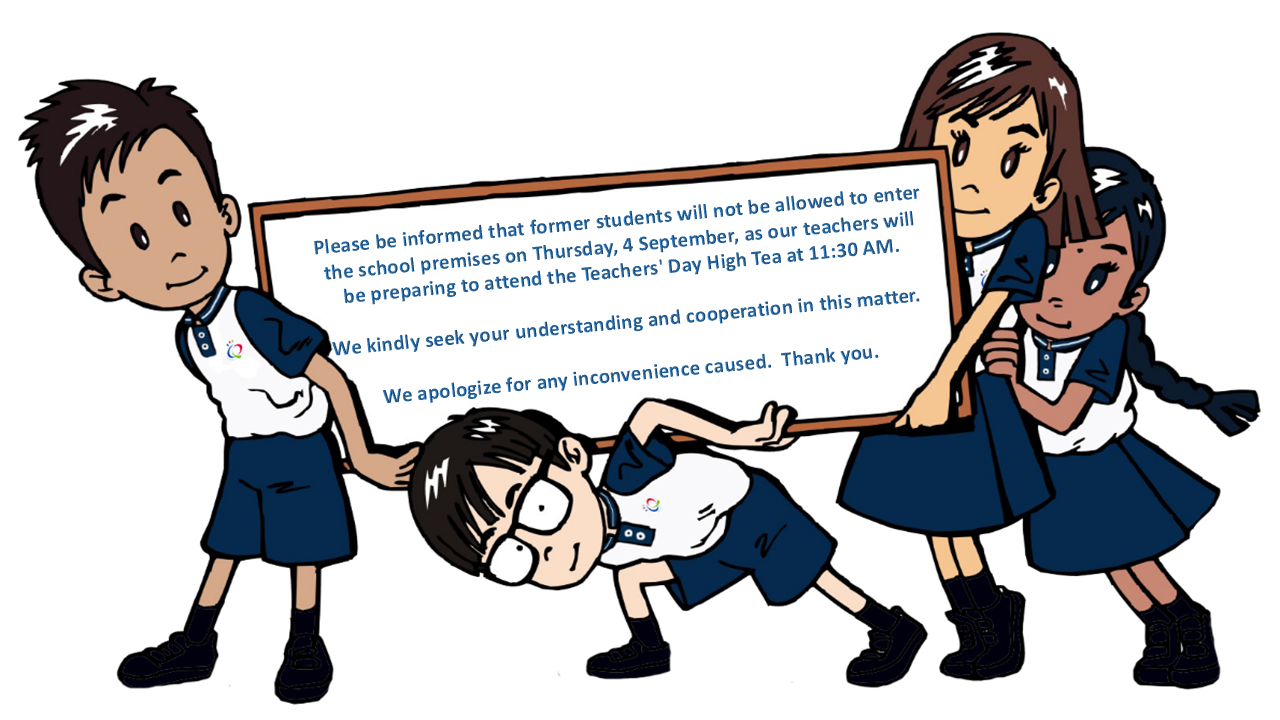 Please be informed that former students will not be allowed to enter
the school premises on Thursday, 4 September, as our teachers will
be preparing to attend the Teachers' Day High Tea at 11:30 AM.
We kindly seek your understanding and cooperation in this matter.
We apologize for any inconvenience caused.  Thank you.